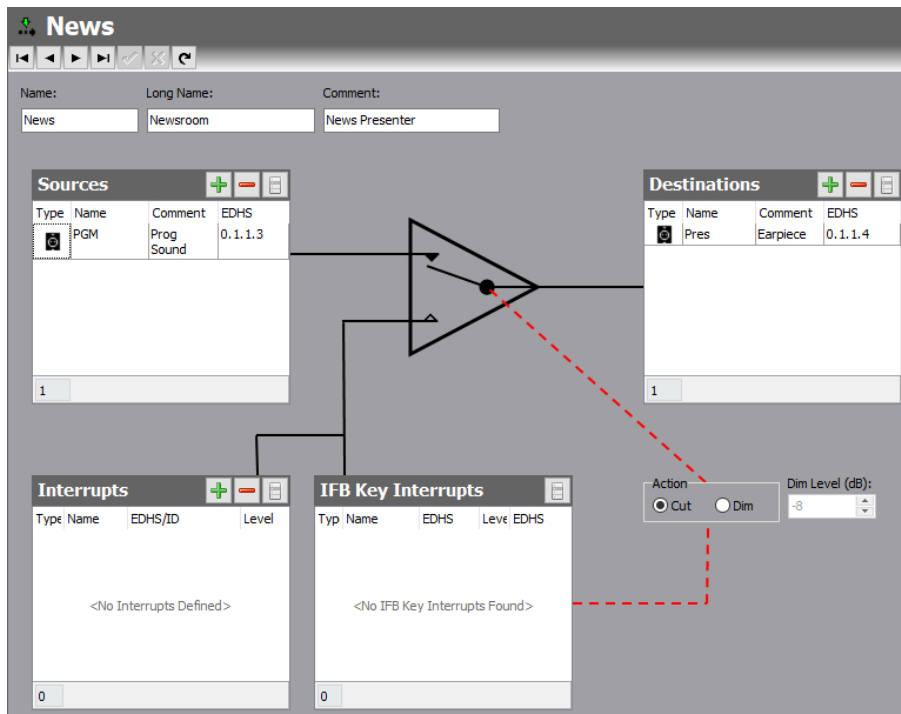 News
Name: Long Name: Comment:
News Newsroom News Presenter
Sources
Type Name Comment EDHS
PGM Prog Sound 0.1.1.3
1
Destinations
Type Name Comment EDHS
Pres Earpiece 0.1.1.4
1
Interrupts
Type Name EDHS/ID Level
<No Interrupts Defined>
0
IFB Key Interrupts
Typ Name EDHS Leve EDHS
<No IFB Key Interrupts Found>
0
Action
Cut Dim
Dim Level (dB):
-8